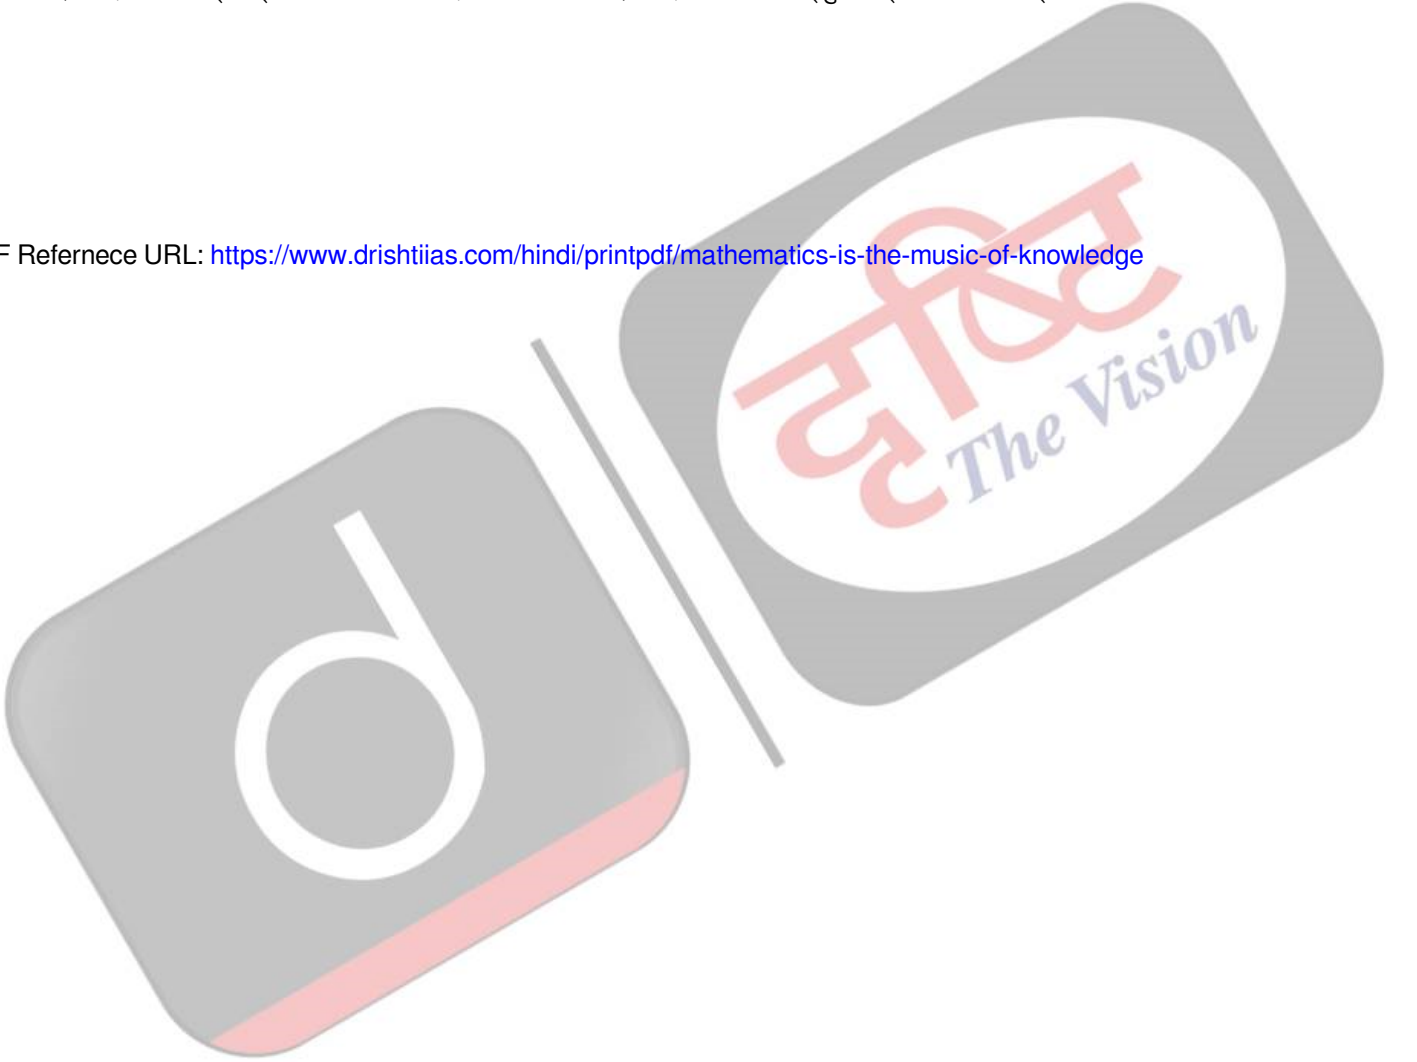 F Refernece URL: https://www.drishtiias.com/hindi/printpdf/mathematics-is-the-music-of-knowledge
दृष्टि
The Vision
d